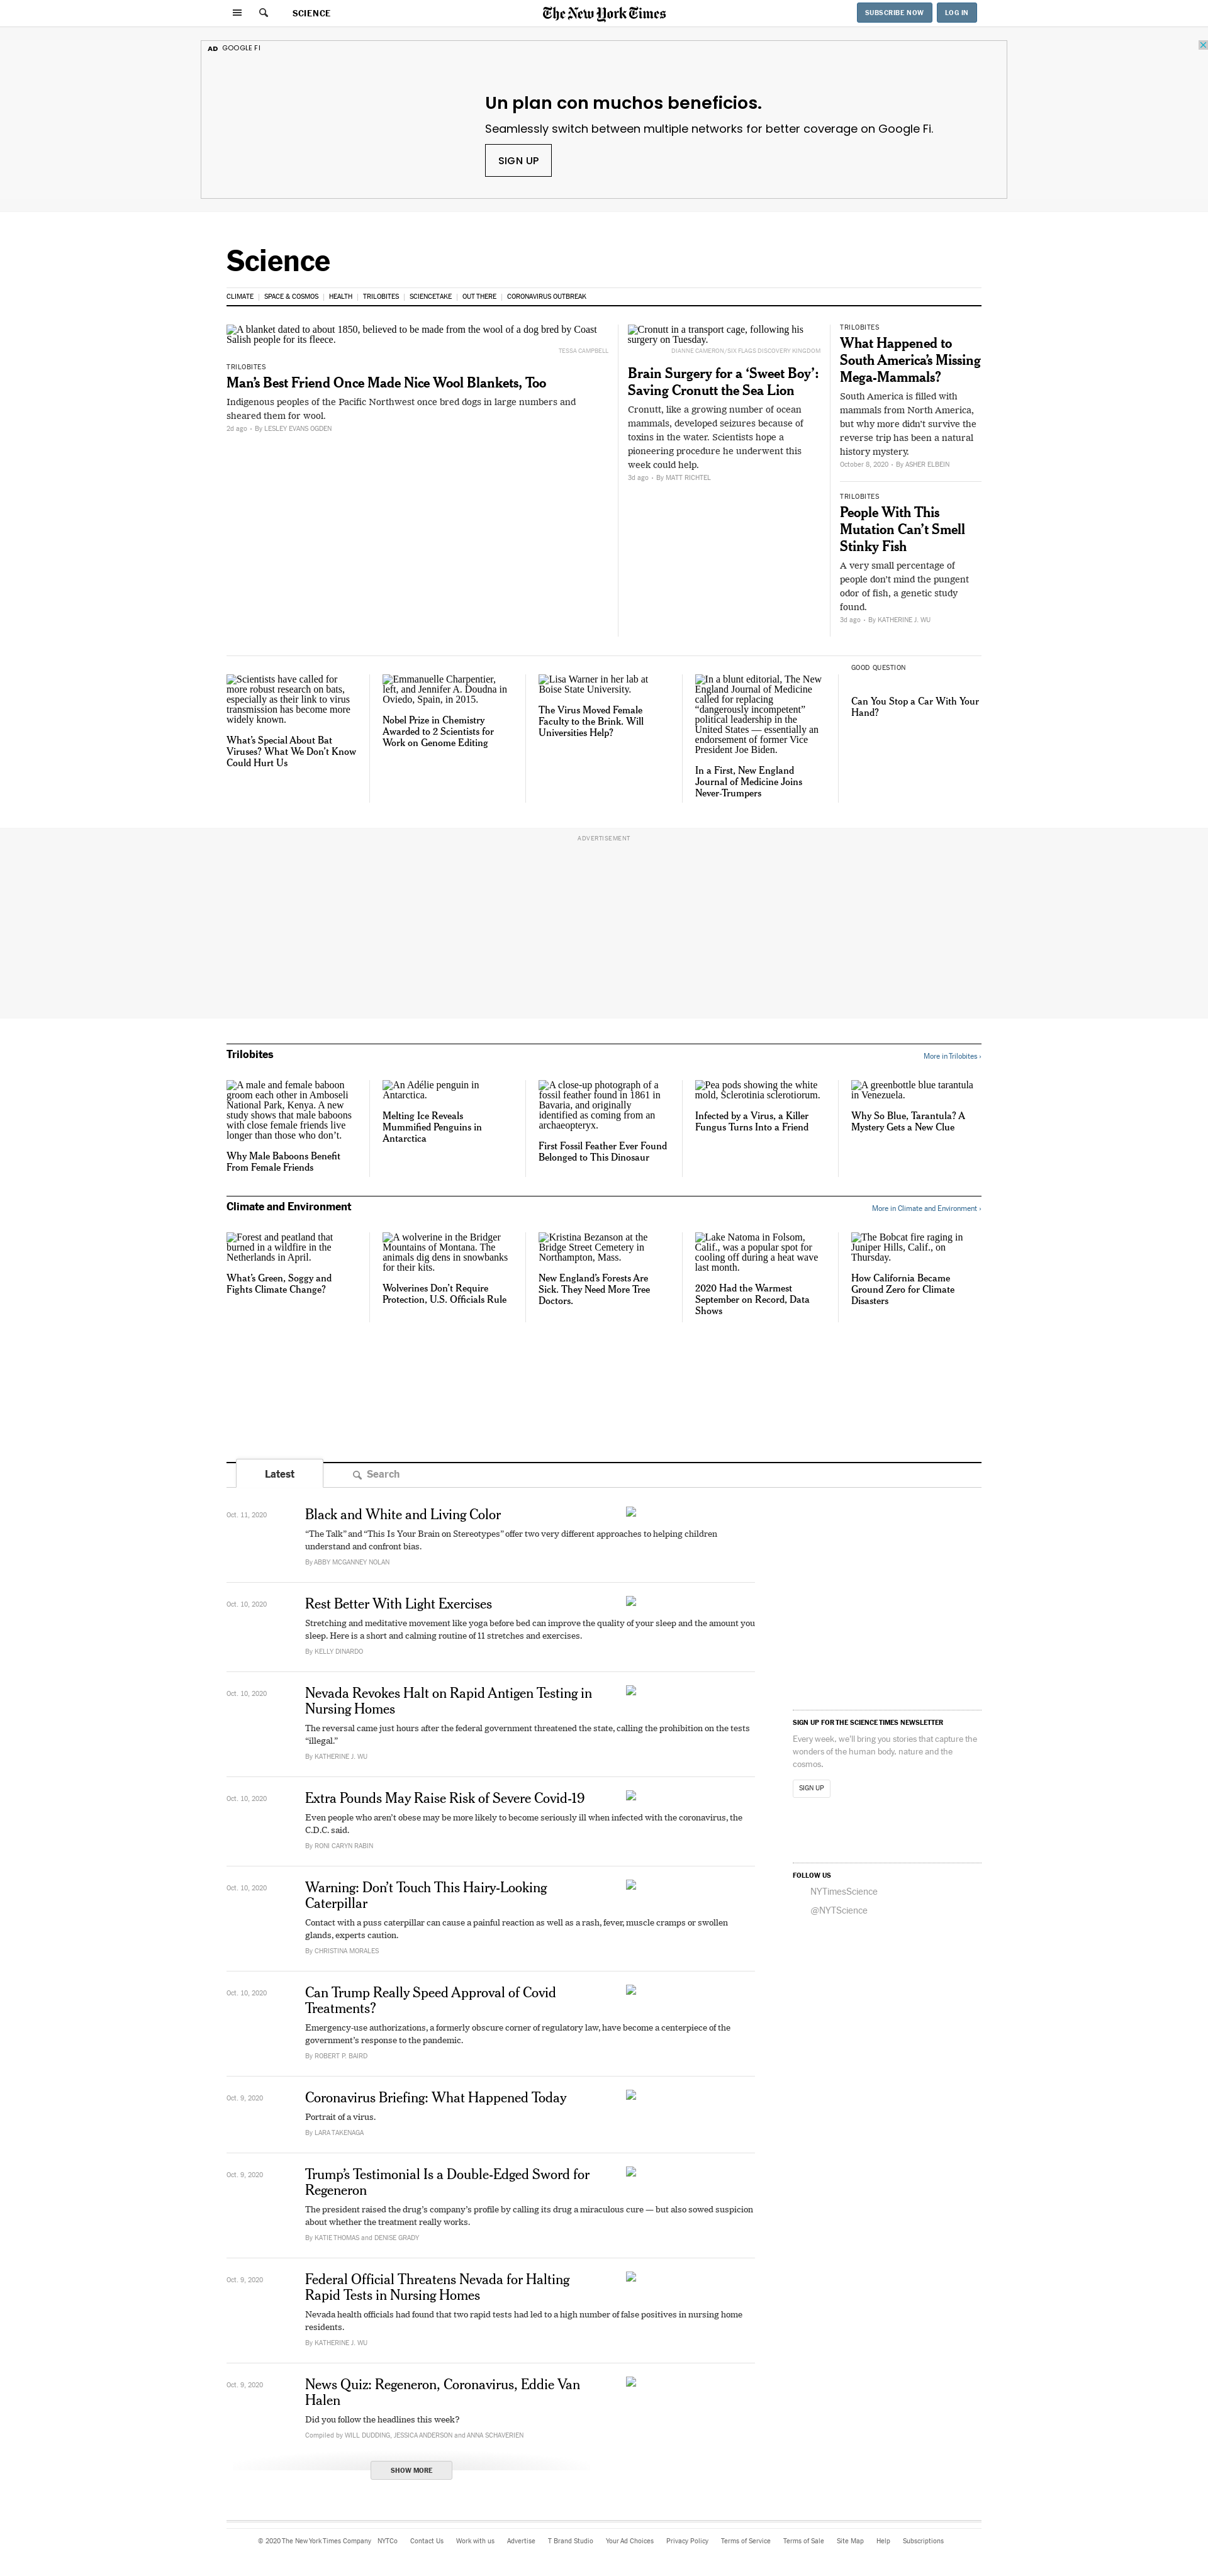 SCIENCE
The New York Times
SUBSCRIBE NOW
LOG IN
AD GOOGLE FI
Un plan con muchos beneficios.
Seamlessly switch between multiple networks for better coverage on Google Fi.
SIGN UP
Science
CLIMATE | SPACE & COSMOS | HEALTH | TRILOBITES | SCIENCETAKE | OUT THERE | CORONAVIRUS OUTBREAK
A blanket dated to about 1850, believed to be made from the wool of a dog bred by Coast
Salish people for its fleece.
TESSA CAMPBELL
TRILOBITES
Man’s Best Friend Once Made Nice Wool Blankets, Too
Indigenous peoples of the Pacific Northwest once bred dogs in large numbers and
sheared them for wool.
2d ago • By LESLEY EVANS OGDEN
Cronutt in a transport cage, following his
surgery on Tuesday.
DIANNE CAMERON/SIX FLAGS DISCOVERY KINGDOM
Brain Surgery for a ‘Sweet Boy’:
Saving Cronutt the Sea Lion
Cronutt, like a growing number of ocean
mammals, developed seizures because of
toxins in the water. Scientists hope a
pioneering procedure he underwent this
week could help.
3d ago • By MATT RICHTEL
TRILOBITES
What Happened to
South America’s Missing
Mega-Mammals?
South America is filled with
mammals from North America,
but why more didn’t survive the
reverse trip has been a natural
history mystery.
October 8, 2020 • By ASHER ELBEIN
TRILOBITES
People With This
Mutation Can’t Smell
Stinky Fish
A very small percentage of
people don’t mind the pungent
odor of fish, a genetic study
found.
3d ago • By KATHERINE J. WU
Scientists have called for
more robust research on bats,
especially as their link to virus
transmission has become more
widely known.
What’s Special About Bat
Viruses? What We Don’t Know
Could Hurt Us
Emmanuelle Charpentier,
left, and Jennifer A. Doudna in
Oviedo, Spain, in 2015.
Nobel Prize in Chemistry
Awarded to 2 Scientists for
Work on Genome Editing
Lisa Warner in her lab at
Boise State University.
The Virus Moved Female
Faculty to the Brink. Will
Universities Help?
In a blunt editorial, The New
England Journal of Medicine
called for replacing
“dangerously incompetent”
political leadership in the
United States — essentially an
endorsement of former Vice
President Joe Biden.
In a First, New England
Journal of Medicine Joins
Never-Trumpers
GOOD QUESTION
Can You Stop a Car With Your
Hand?
ADVERTISEMENT
Trilobites
More in Trilobites ›
A male and female baboon
groom each other in Amboseli
National Park, Kenya. A new
study shows that male baboons
with close female friends live
longer than those who don’t.
Why Male Baboons Benefit
From Female Friends
An Adélie penguin in
Antarctica.
Melting Ice Reveals
Mummified Penguins in
Antarctica
A close-up photograph of a
fossil feather found in 1861 in
Bavaria, and originally
identified as coming from an
archaeopteryx.
First Fossil Feather Ever Found
Belonged to This Dinosaur
Pea pods showing the white
mold, Sclerotinia sclerotiorum.
Infected by a Virus, a Killer
Fungus Turns Into a Friend
A greenbottle blue tarantula
in Venezuela.
Why So Blue, Tarantula? A
Mystery Gets a New Clue
Climate and Environment
More in Climate and Environment ›
Forest and peatland that
burned in a wildfire in the
Netherlands in April.
What’s Green, Soggy and
Fights Climate Change?
A wolverine in the Bridger
Mountains of Montana. The
animals dig dens in snowbanks
for their kits.
Wolverines Don’t Require
Protection, U.S. Officials Rule
Kristina Bezanson at the
Bridge Street Cemetery in
Northampton, Mass.
New England’s Forests Are
Sick. They Need More Tree
Doctors.
Lake Natoma in Folsom,
Calif., was a popular spot for
cooling off during a heat wave
last month.
2020 Had the Warmest
September on Record, Data
Shows
The Bobcat fire raging in
Juniper Hills, Calif., on
Thursday.
How California Became
Ground Zero for Climate
Disasters
Latest
Search
Oct. 11, 2020
Black and White and Living Color
“The Talk” and “This Is Your Brain on Stereotypes” offer two very different approaches to helping children
understand and confront bias.
By ABBY MCGANNEY NOLAN
Oct. 10, 2020
Rest Better With Light Exercises
Stretching and meditative movement like yoga before bed can improve the quality of your sleep and the amount you
sleep. Here is a short and calming routine of 11 stretches and exercises.
By KELLY DINARDO
Oct. 10, 2020
Nevada Revokes Halt on Rapid Antigen Testing in
Nursing Homes
The reversal came just hours after the federal government threatened the state, calling the prohibition on the tests
“illegal.”
By KATHERINE J. WU
Oct. 10, 2020
Extra Pounds May Raise Risk of Severe Covid-19
Even people who aren’t obese may be more likely to become seriously ill when infected with the coronavirus, the
C.D.C. said.
By RONI CARYN RABIN
Oct. 10, 2020
Warning: Don’t Touch This Hairy-Looking
Caterpillar
Contact with a puss caterpillar can cause a painful reaction as well as a rash, fever, muscle cramps or swollen
glands, experts caution.
By CHRISTINA MORALES
Oct. 10, 2020
Can Trump Really Speed Approval of Covid
Treatments?
Emergency-use authorizations, a formerly obscure corner of regulatory law, have become a centerpiece of the
government’s response to the pandemic.
By ROBERT P. BAIRD
Oct. 9, 2020
Coronavirus Briefing: What Happened Today
Portrait of a virus.
By LARA TAKENAGA
Oct. 9, 2020
Trump’s Testimonial Is a Double-Edged Sword for
Regeneron
The president raised the drug’s company’s profile by calling its drug a miraculous cure — but also sowed suspicion
about whether the treatment really works.
By KATIE THOMAS and DENISE GRADY
Oct. 9, 2020
Federal Official Threatens Nevada for Halting
Rapid Tests in Nursing Homes
Nevada health officials had found that two rapid tests had led to a high number of false positives in nursing home
residents.
By KATHERINE J. WU
Oct. 9, 2020
News Quiz: Regeneron, Coronavirus, Eddie Van
Halen
Did you follow the headlines this week?
Compiled by WILL DUDDING, JESSICA ANDERSON and ANNA SCHAVERIEN
SHOW MORE
SIGN UP FOR THE SCIENCE TIMES NEWSLETTER
Every week, we’ll bring you stories that capture the
wonders of the human body, nature and the
cosmos.
SIGN UP
FOLLOW US
NYTimesScience
@NYTScience
© 2020 The New York Times Company NYTCo Contact Us Work with us Advertise T Brand Studio Your Ad Choices Privacy Policy Terms of Service Terms of Sale Site Map Help Subscriptions